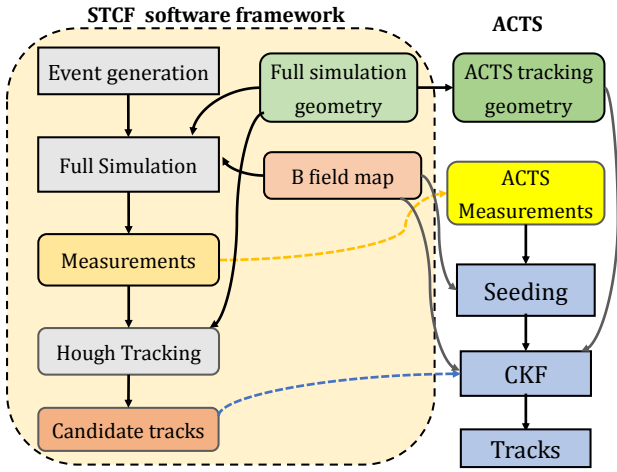 STCF software framework
ACTS
Event generation
Full simulation
geometry
ACTS tracking
geometry
Full Simulation
B field map
ACTS
Measurements
Measurements
Seeding
Hough Tracking
CKF
Candidate tracks
Tracks